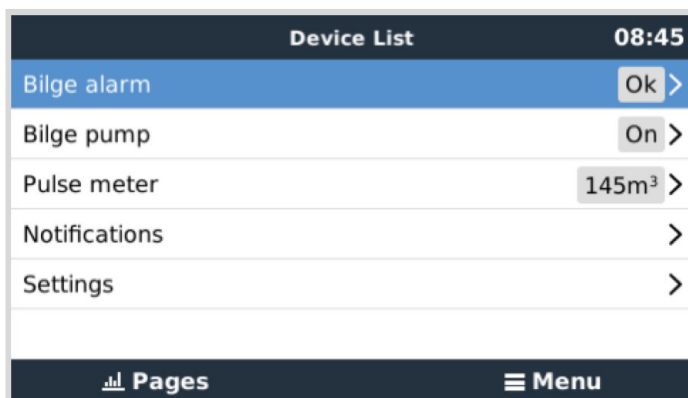 Device List 08:45
Bilge alarm Ok
Bilge pump On
Pulse meter 145m³
Notifications
Settings
Pages Menu